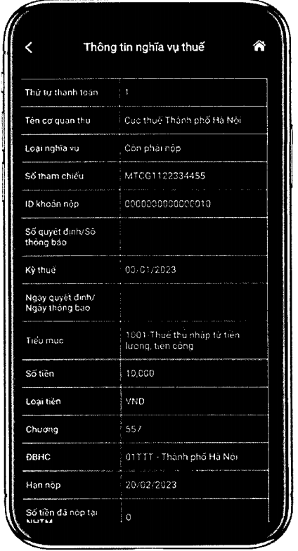 Thông tin nghĩa vụ thuế
Thứ tự thanh toán 1
Tên cơ quan thu Cục thuế Thành phố Hà Nội
Loại nghĩa vụ Còn phải nộp
Số tham chiếu MTCG1122334455
ID khoản nộp 0000000000000010
Số quyết định/Số
thông báo
Kỳ thuế 00/01/2023
Ngày quyết định/
Ngày thông báo
Tiểu mục 1001-Thuế thu nhập từ tiền
lương, tiền công
Số tiền 10,000
Loại tiền VND
Chương 557
ĐBHC 01TTT - Thành phố Hà Nội
Hạn nộp 20/02/2023
Số tiền đã nộp tại 0